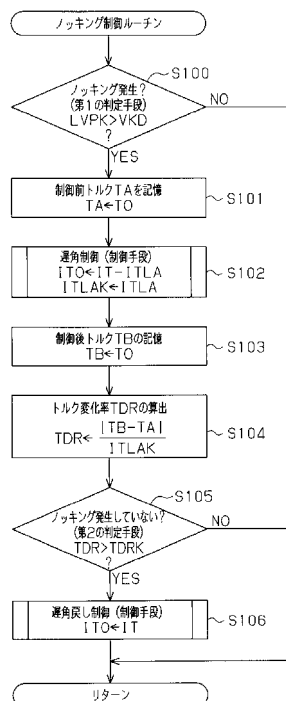 ノッキング制御ルーチン
S100
ノッキング発生?
(第1の判定手段)
LVPK>VKD
?
NO
YES
制御前トルクTAを記憶
TA←TO
S101
遅角制御(制御手段)
ITO←IT-ITLA
ITLAK←ITLA
S102
制御後トルクTBの記憶
TB←TO
S103
トルク変化率TDRの算出
TDR← |TB-TA| / ITLAK
S104
S105
ノッキング発生していない?
(第2の判定手段)
TDR>TDRK
?
NO
YES
遅角戻し制御(制御手段)
ITO←IT
S106
リターン